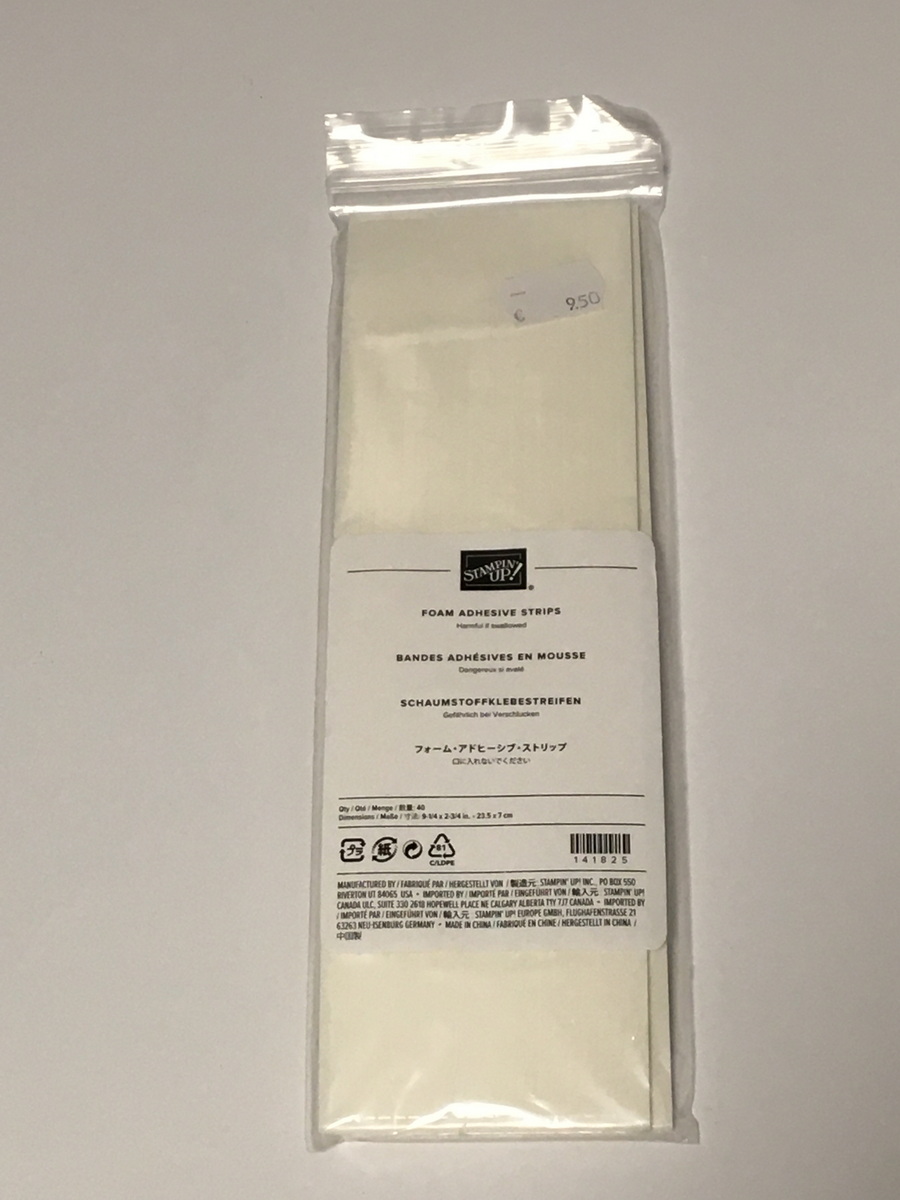 € 9.50
STAMPIN' UP!®
FOAM ADHESIVE STRIPS
Harmful if swallowed
BANDES ADHÉSIVES EN MOUSSE
Dangereux si avalé
SCHAUMSTOFFKLEBESTREIFEN
Gefährlich bei Verschlucken
フォーム・アドヒーシブ・ストリップ
口に入れないでください
Qty / Qté / Menge / 数量: 40
Dimensions / Maße / 寸法: 9-1/4 x 2-3/4 in. - 23.5 x 7 cm
プラ 紙 81
C/LDPE
141825
MANUFACTURED BY / FABRIQUÉ PAR / HERGESTELLT VON / 製造元: STAMPIN' UP! INC., PO BOX 550
RIVERTON UT 84065 USA • IMPORTED BY / IMPORTÉ PAR / EINGEFÜHRT VON / 輸入元: STAMPIN' UP!
CANADA ULC, SUITE 330 2618 HOPEWELL PLACE NE CALGARY ALBERTA T1Y 7J7 CANADA • IMPORTED BY
/ IMPORTÉ PAR / EINGEFÜHRT VON / 輸入元: STAMPIN' UP! EUROPE GMBH, FLUGHAFENSTRASSE 21
63263 NEU-ISENBURG GERMANY • MADE IN CHINA / FABRIQUÉ EN CHINE / HERGESTELLT IN CHINA /
中国製